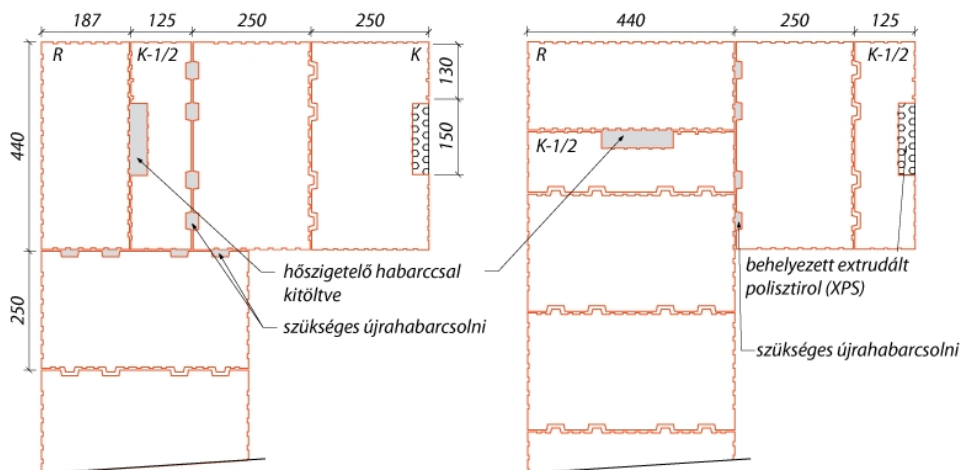 187 125 250 250
R K-1/2 K
130
150
440
250
hőszigetelő habarccsal
kitöltve
szükséges újrahabarcsolni
440 250 125
R K-1/2
K-1/2
behelyezett extrudált
polisztirol (XPS)
szükséges újrahabarcsolni